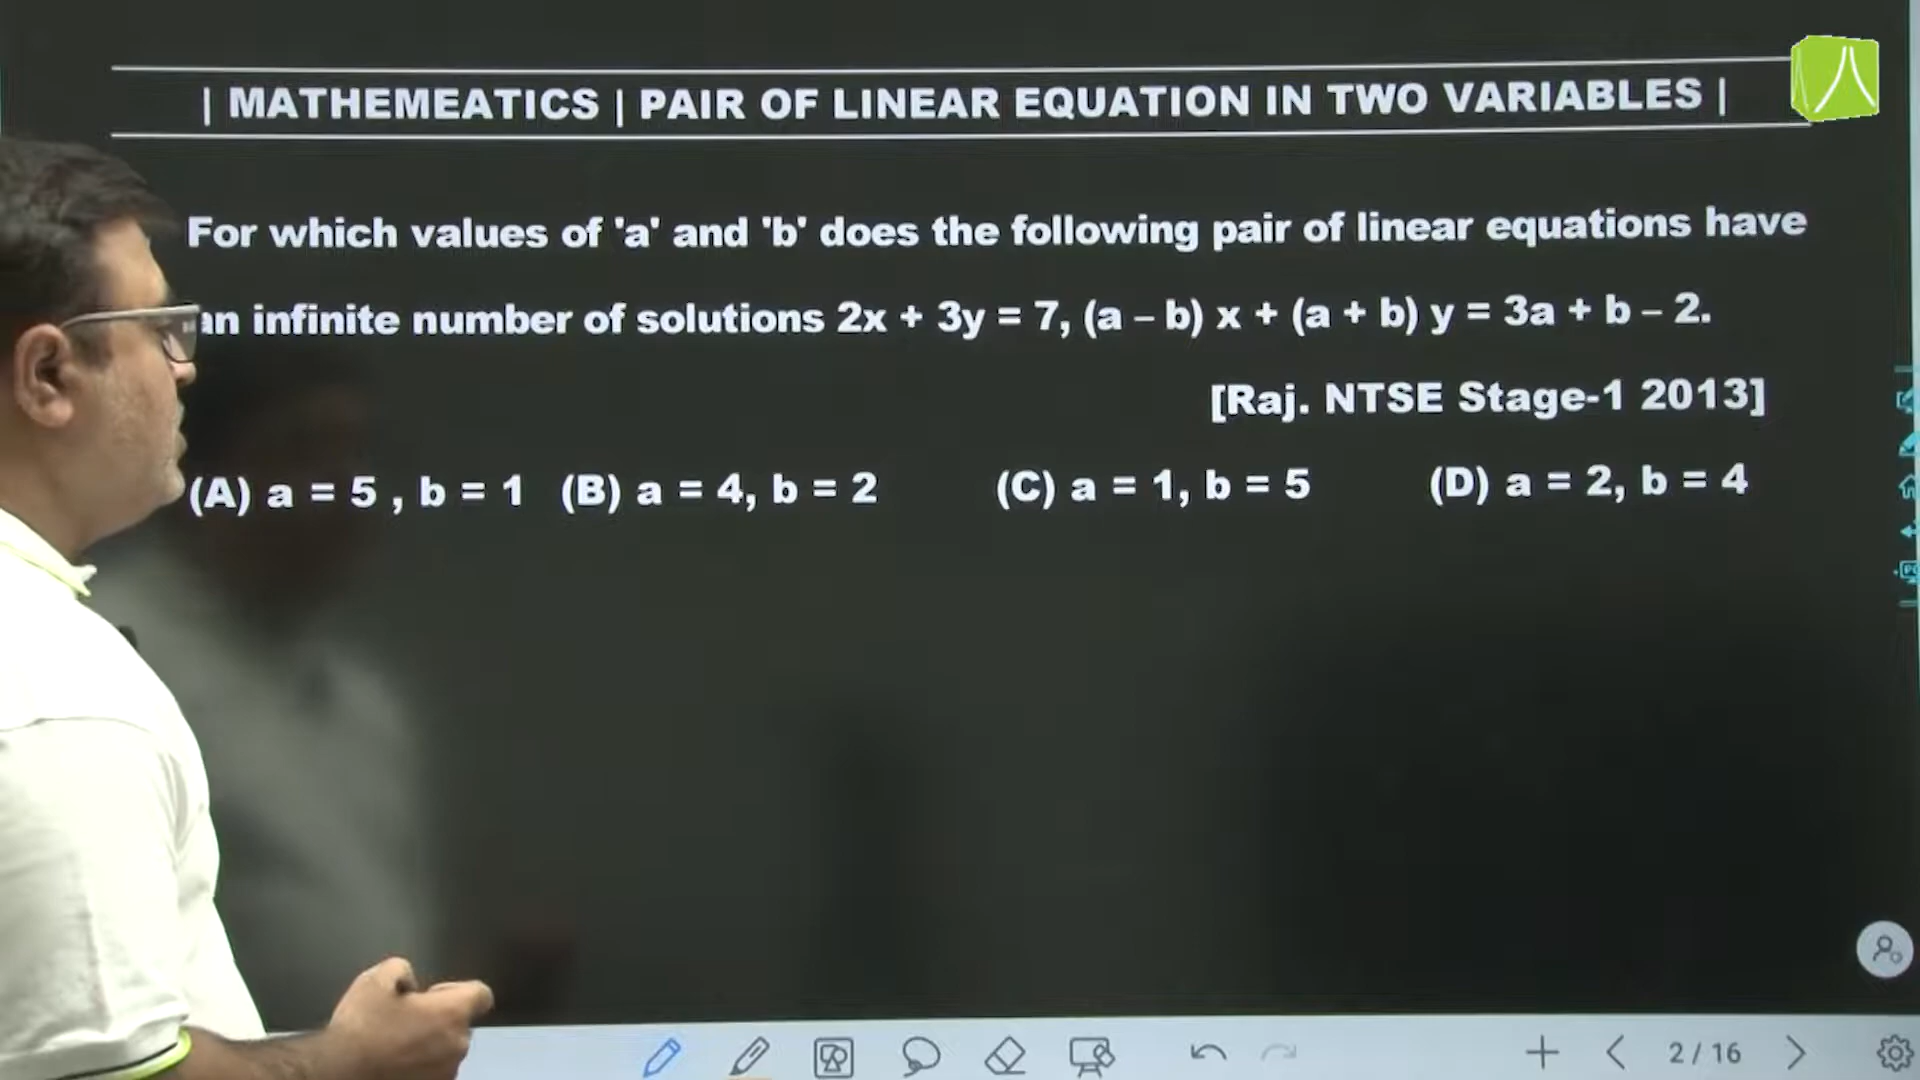 | MATHEMEATICS | PAIR OF LINEAR EQUATION IN TWO VARIABLES |
For which values of 'a' and 'b' does the following pair of linear equations have
an infinite number of solutions 2x + 3y = 7, (a – b) x + (a + b) y = 3a + b – 2.
[Raj. NTSE Stage-1 2013]
(A) a = 5 , b = 1 (B) a = 4, b = 2 (C) a = 1, b = 5 (D) a = 2, b = 4
2 / 16